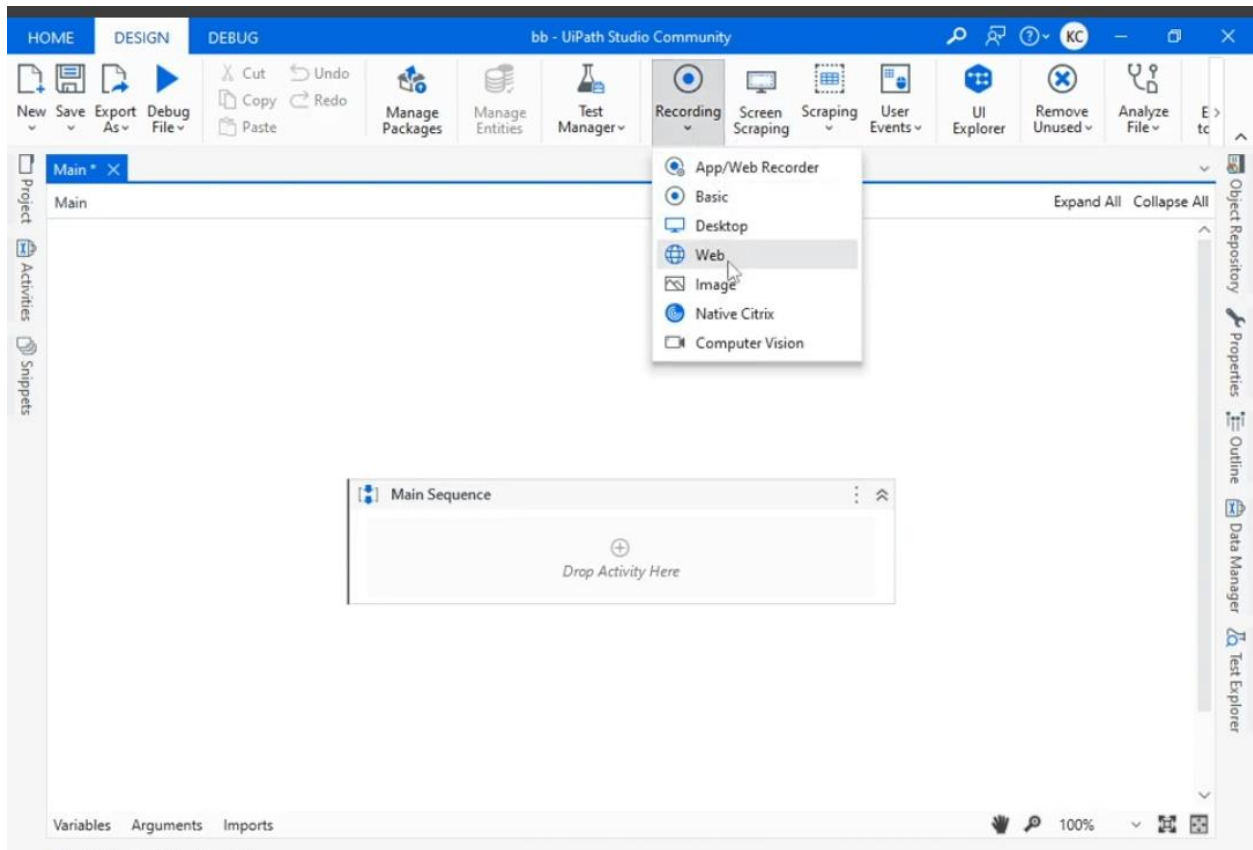 HOME DESIGN DEBUG bb - UiPath Studio Community KC
Cut Undo
Copy Redo
Paste
New Save Export As Debug File Manage Packages Manage Entities Test Manager Recording Screen Scraping Scraping User Events UI Explorer Remove Unused Analyze File
Main *
Main Expand All Collapse All
App/Web Recorder
Basic
Desktop
Web
Image
Native Citrix
Computer Vision
Project
Activities
Snippets
Main Sequence
Drop Activity Here
Object Repository
Properties
Outline
Data Manager
Test Explorer
Variables Arguments Imports 100%